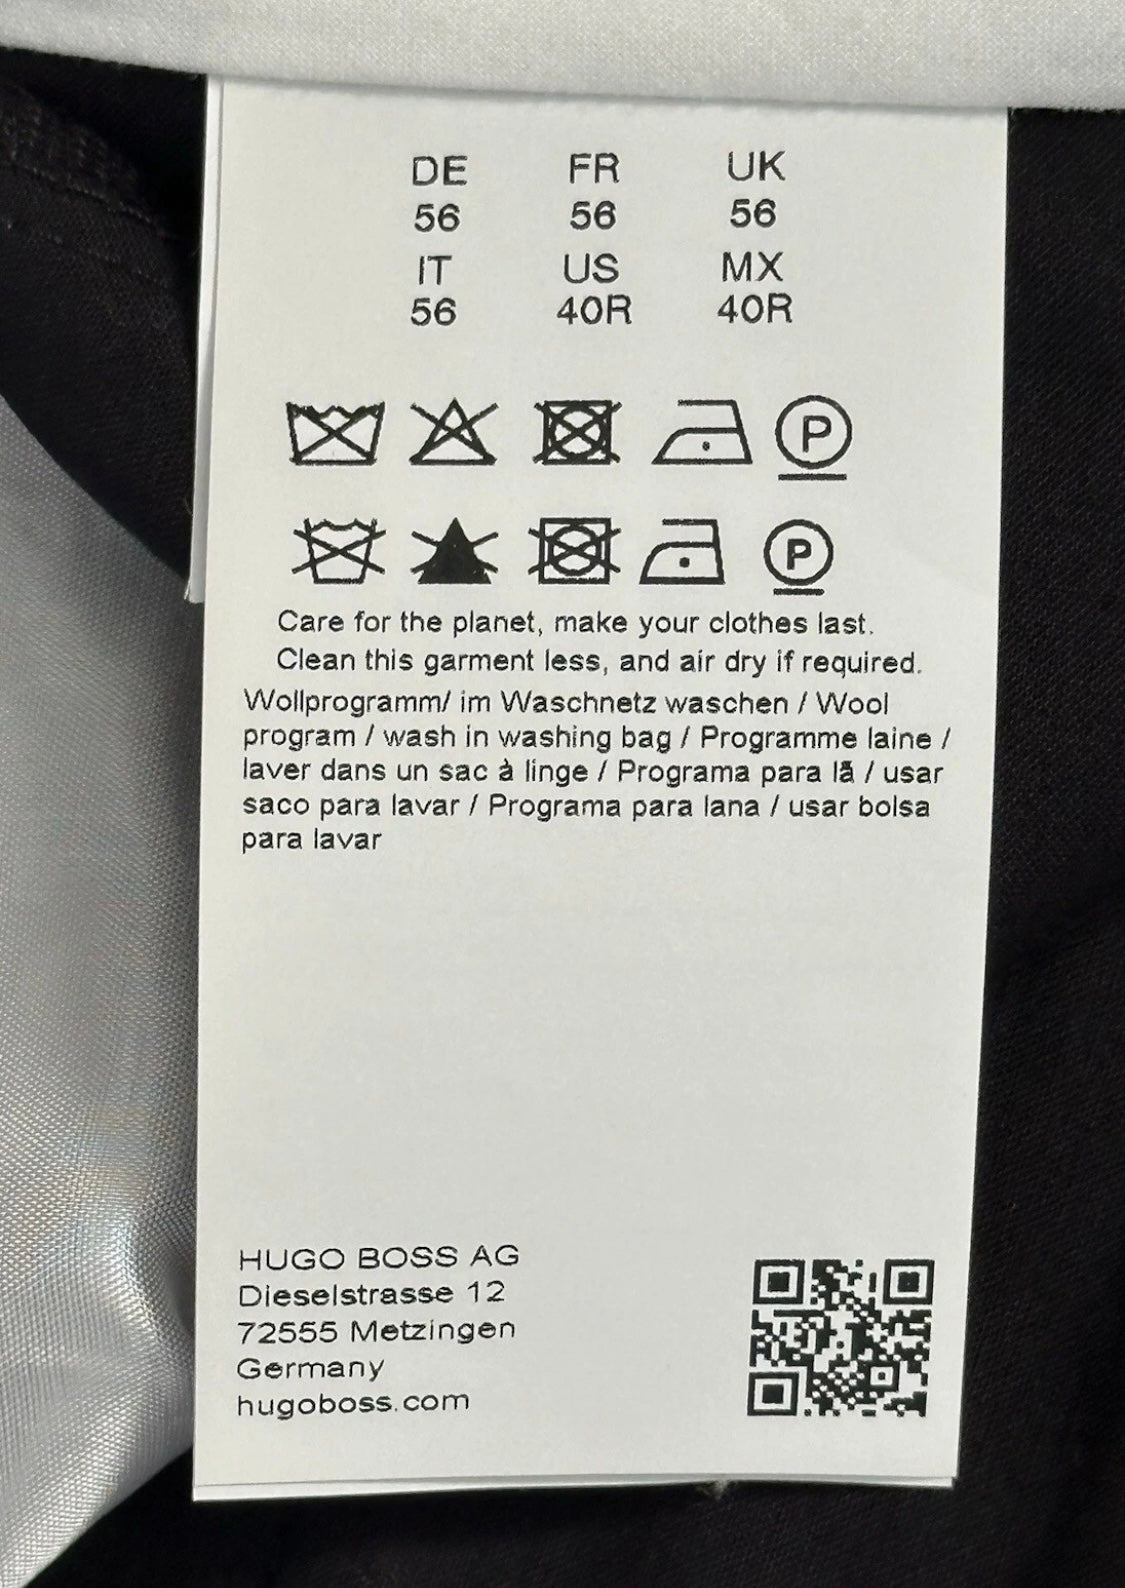 DE FR UK
56 56 56
IT US MX
56 40R 40R
P
P
Care for the planet, make your clothes last.
Clean this garment less, and air dry if required.
Wollprogramm/ im Waschnetz waschen / Wool
program / wash in washing bag / Programme laine /
laver dans un sac à linge / Programa para lã / usar
saco para lavar / Programa para lana / usar bolsa
para lavar
HUGO BOSS AG
Dieselstrasse 12
72555 Metzingen
Germany
hugoboss.com